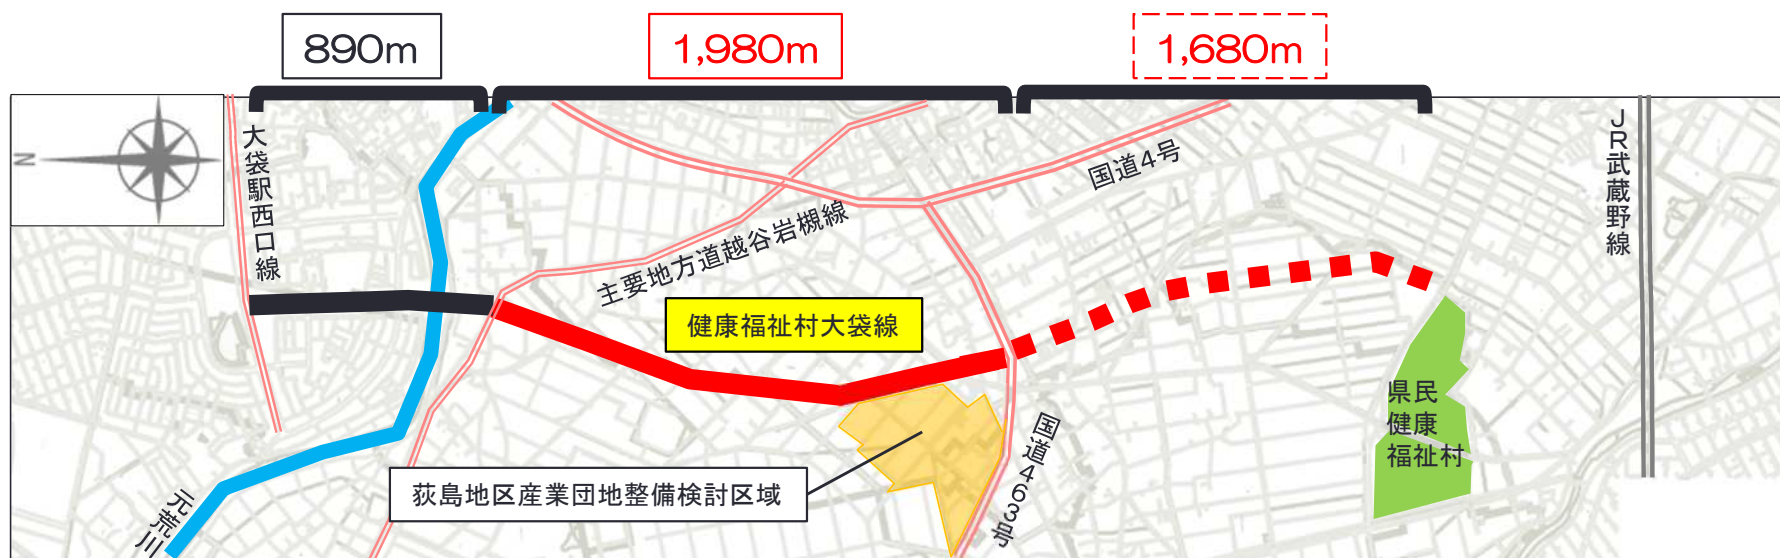 890m
1,980m
1,680m
N
大袋駅西口線
主要地方道越谷岩槻線
国道4号
JR武蔵野線
健康福祉村大袋線
県民
健康
福祉村
荻島地区産業団地整備検討区域
国道463号
元荒川